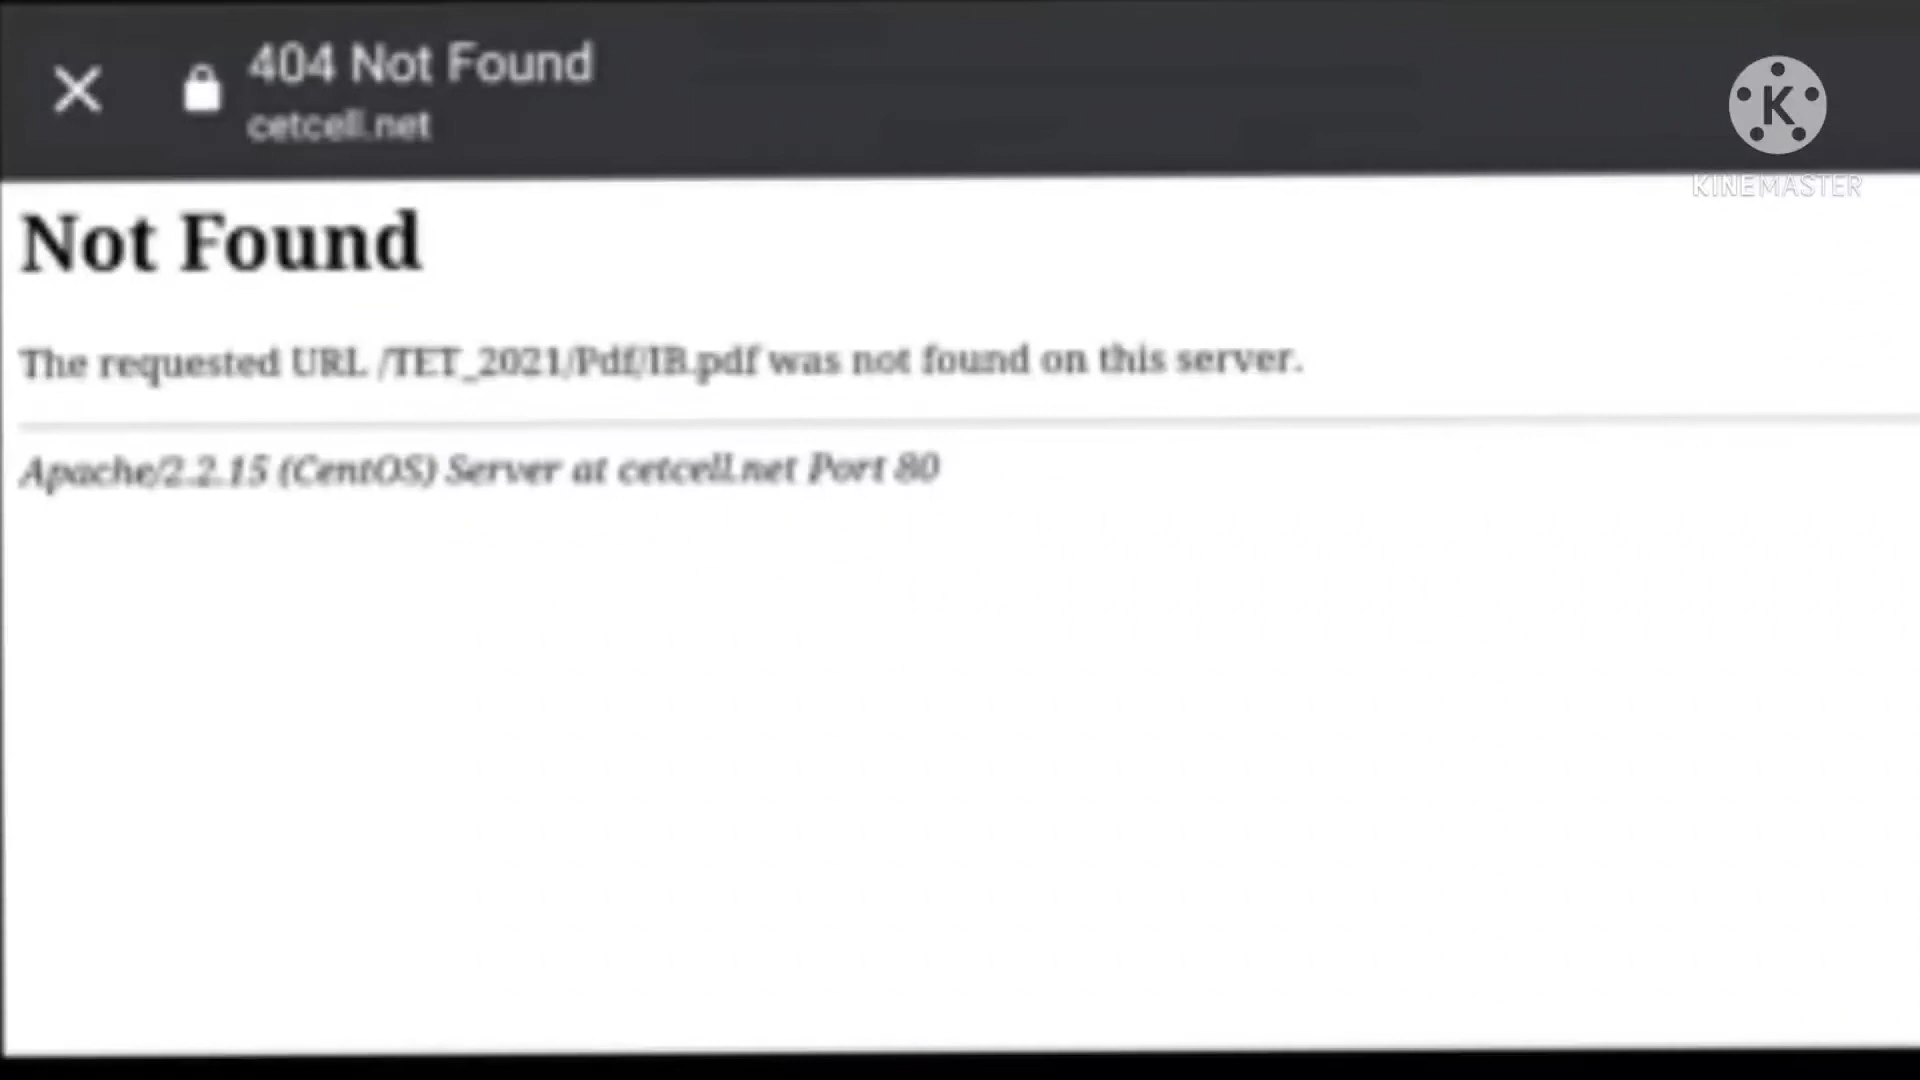 404 Not Found
cetcell.net
K
KINEMASTER
Not Found
The requested URL /TET_2021/Pdf/IB.pdf was not found on this server.
Apache/2.2.15 (CentOS) Server at cetcell.net Port 80